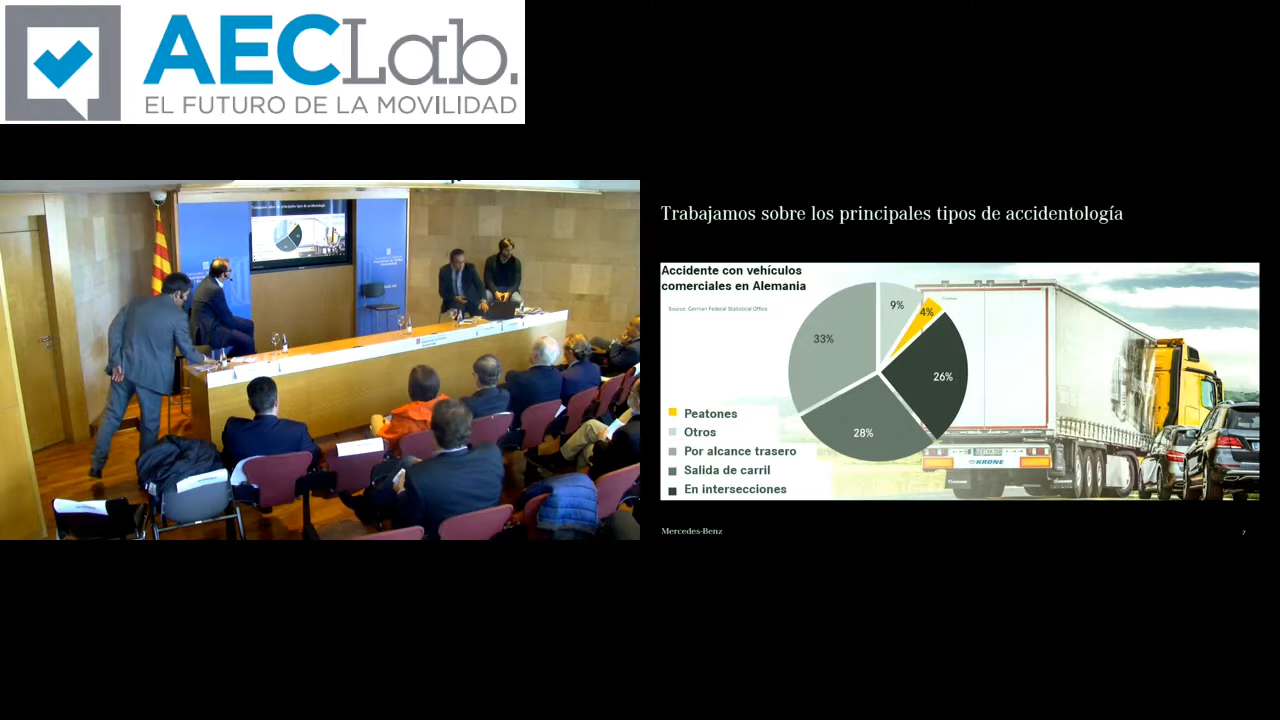 AECLab.
EL FUTURO DE LA MOVILIDAD
Trabajamos sobre los principales tipos de accidentología
Accidente con vehículos
comerciales en Alemania
Source: German Federal Statistical Office
9%
4%
33%
26%
28%
Peatones
Otros
Por alcance trasero
Salida de carril
En intersecciones
KRONE
Mercedes-Benz
7